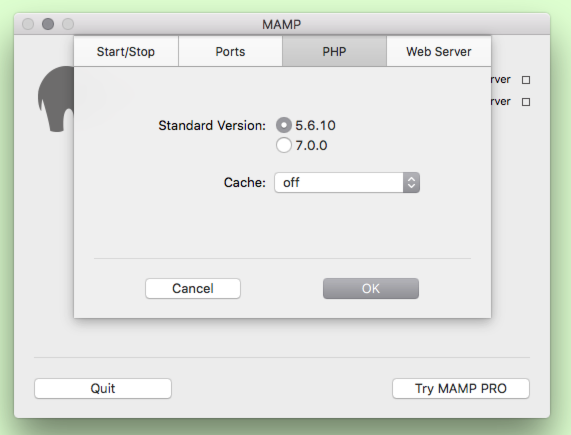 MAMP
Start/Stop Ports PHP Web Server
rver
Standard Version: 5.6.10
rver
7.0.0
Cache: off
Cancel OK
Quit Try MAMP PRO